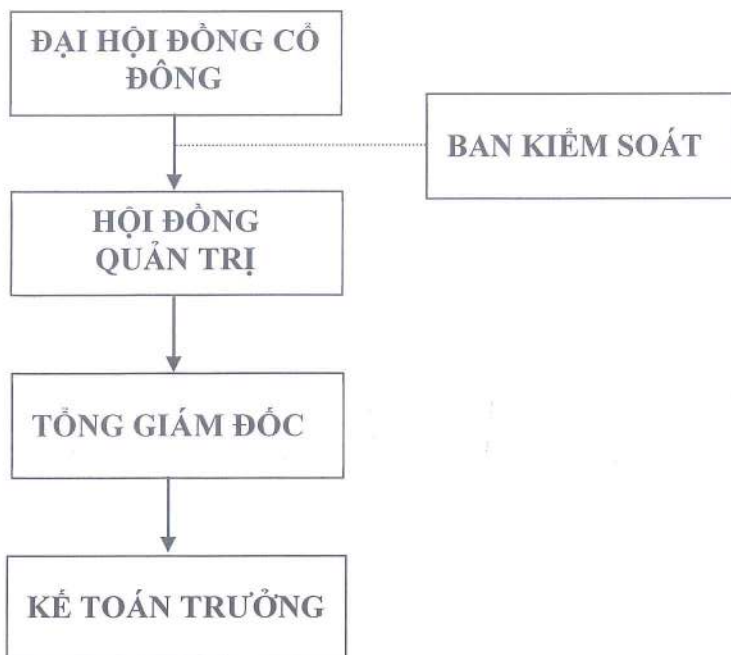 ĐẠI HỘI ĐỒNG CỔ
ĐÔNG
BAN KIỂM SOÁT
HỘI ĐỒNG
QUẢN TRỊ
TỔNG GIÁM ĐỐC
KẾ TOÁN TRƯỞNG